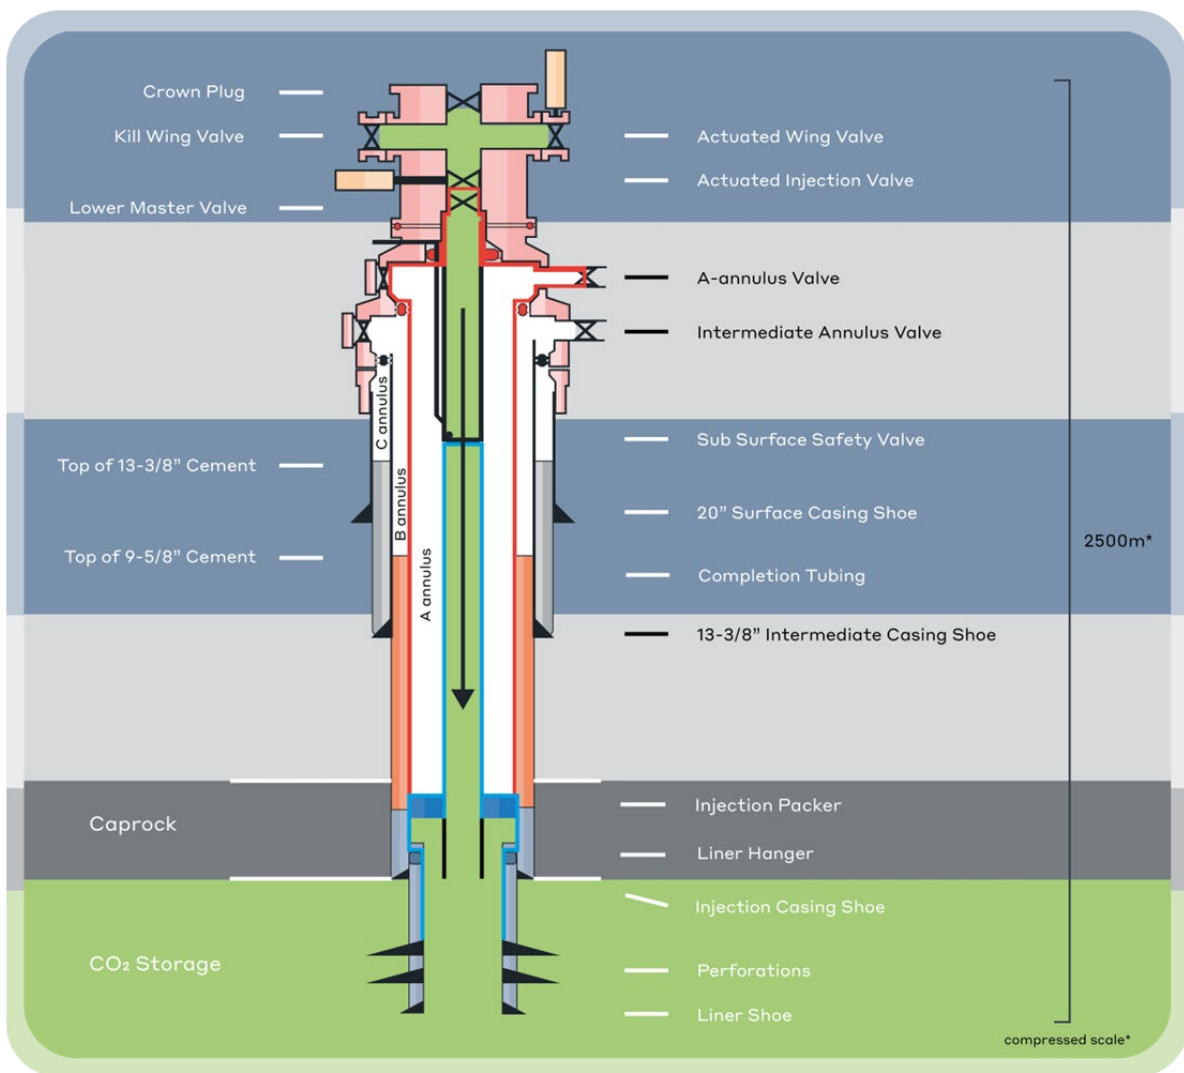 Crown Plug
Kill Wing Valve
Actuated Wing Valve
Actuated Injection Valve
Lower Master Valve
A-annulus Valve
Intermediate Annulus Valve
C annulus
B annulus
A annulus
Sub Surface Safety Valve
Top of 13-3/8” Cement
20” Surface Casing Shoe
2500m*
Top of 9-5/8” Cement
Completion Tubing
13-3/8” Intermediate Casing Shoe
Injection Packer
Caprock
Liner Hanger
Injection Casing Shoe
CO₂ Storage
Perforations
Liner Shoe
compressed scale*